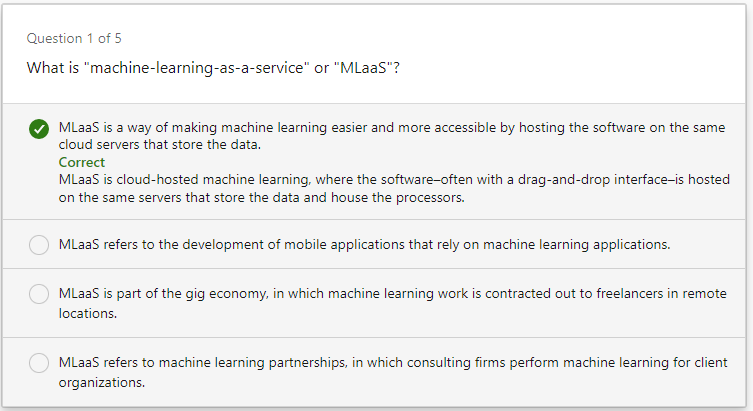 Question 1 of 5
What is "machine-learning-as-a-service" or "MLaaS"?
MLaaS is a way of making machine learning easier and more accessible by hosting the software on the same
cloud servers that store the data.
Correct
MLaaS is cloud-hosted machine learning, where the software–often with a drag-and-drop interface–is hosted
on the same servers that store the data and house the processors.
MLaaS refers to the development of mobile applications that rely on machine learning applications.
MLaaS is part of the gig economy, in which machine learning work is contracted out to freelancers in remote
locations.
MLaaS refers to machine learning partnerships, in which consulting firms perform machine learning for client
organizations.